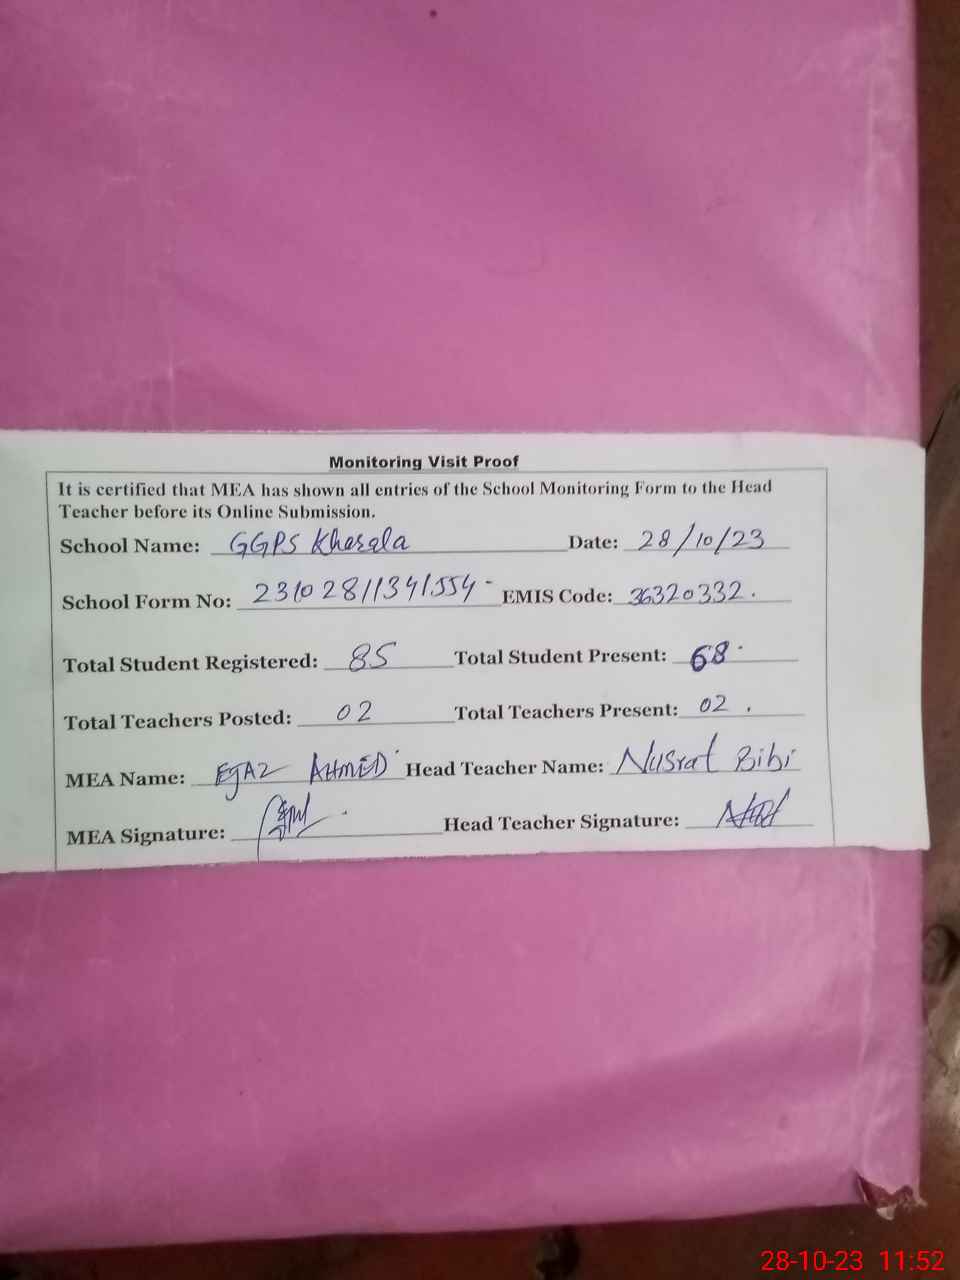 Monitoring Visit Proof
It is certified that MEA has shown all entries of the School Monitoring Form to the Head
Teacher before its Online Submission.
School Name: GGPS Kharala Date: 28/10/23
School Form No: 23102811341554 EMIS Code: 36320332.
Total Student Registered: 85 Total Student Present: 68
Total Teachers Posted: 02 Total Teachers Present: 02.
MEA Name: EJAZ AHMED Head Teacher Name: Nusrat Bibi
MEA Signature: Head Teacher Signature:
28-10-23 11:52